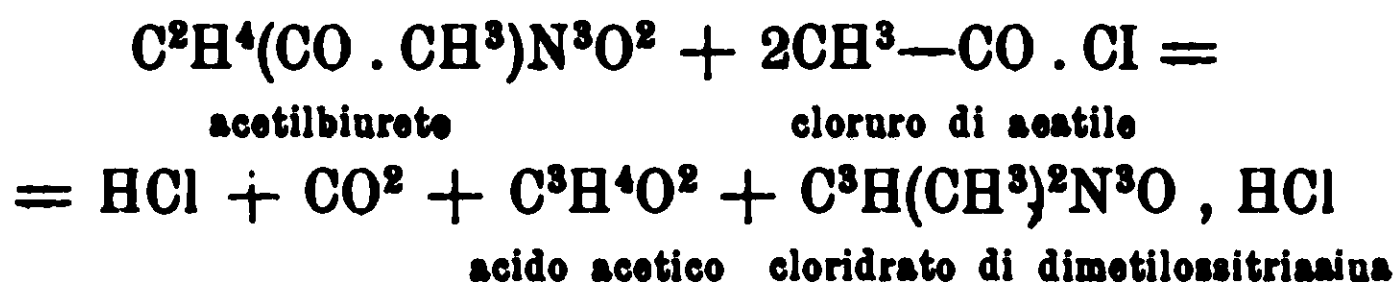 C²H⁴(CO . CH³)N³O² + 2CH³—CO . Cl =
acetilbiurete cloruro di acetile
= HCl + CO² + C³H⁴O² + C³H(CH³)²N³O , HCl
acido acetico cloridrato di dimetilossitriazina